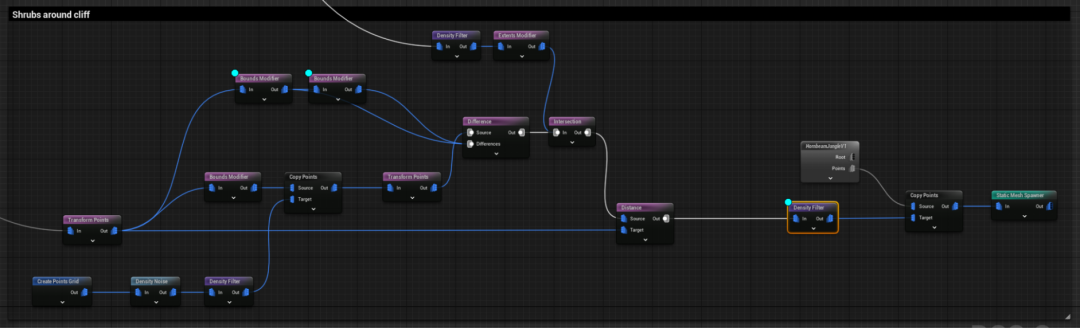 Shrubs around cliff
Density Filter
In Out
Extents Modifier
In Out
Bounds Modifier
In Out
Bounds Modifier
In Out
Difference
Source Out
Differences
Intersection
In Out
Bounds Modifier
In Out
Copy Points
Source Out
Target
Transform Points
In Out
Transform Points
In Out
Distance
Source Out
Target
Density Filter
In Out
Root
Points
Copy Points
Source Out
Target
Static Mesh Spawner
In Out
Create Points Grid
Out
Density Noise
In Out
Density Filter
In Out